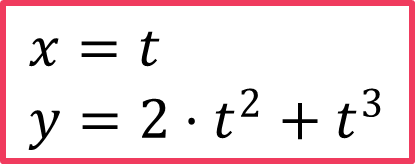 x = t
y = 2 · t² + t³